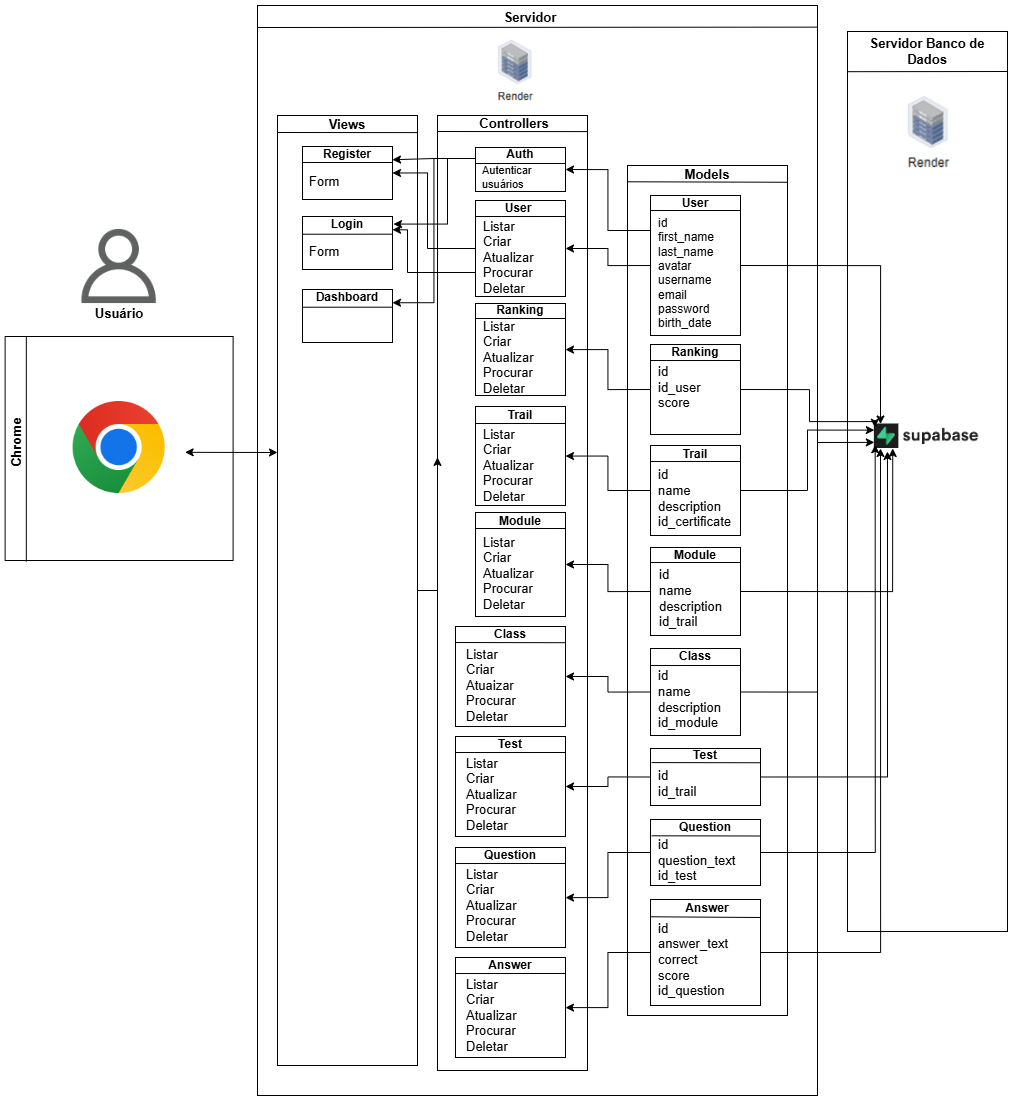 Servidor
Render
Servidor Banco de
Dados
Render
Usuário
Chrome
Views
Register
Form
Login
Form
Dashboard
Controllers
Auth
Autenticar
usuários
User
Listar
Criar
Atualizar
Procurar
Deletar
Ranking
Listar
Criar
Atualizar
Procurar
Deletar
Trail
Listar
Criar
Atualizar
Procurar
Deletar
Module
Listar
Criar
Atualizar
Procurar
Deletar
Class
Listar
Criar
Atuaizar
Procurar
Deletar
Test
Listar
Criar
Atualizar
Procurar
Deletar
Question
Listar
Criar
Atualizar
Procurar
Deletar
Answer
Listar
Criar
Atualizar
Procurar
Deletar
Models
User
id
first_name
last_name
avatar
username
email
password
birth_date
Ranking
id
id_user
score
Trail
id
name
description
id_certificate
Module
id
name
description
id_trail
Class
id
name
description
id_module
Test
id
id_trail
Question
id
question_text
id_test
Answer
id
answer_text
correct
score
id_question
supabase